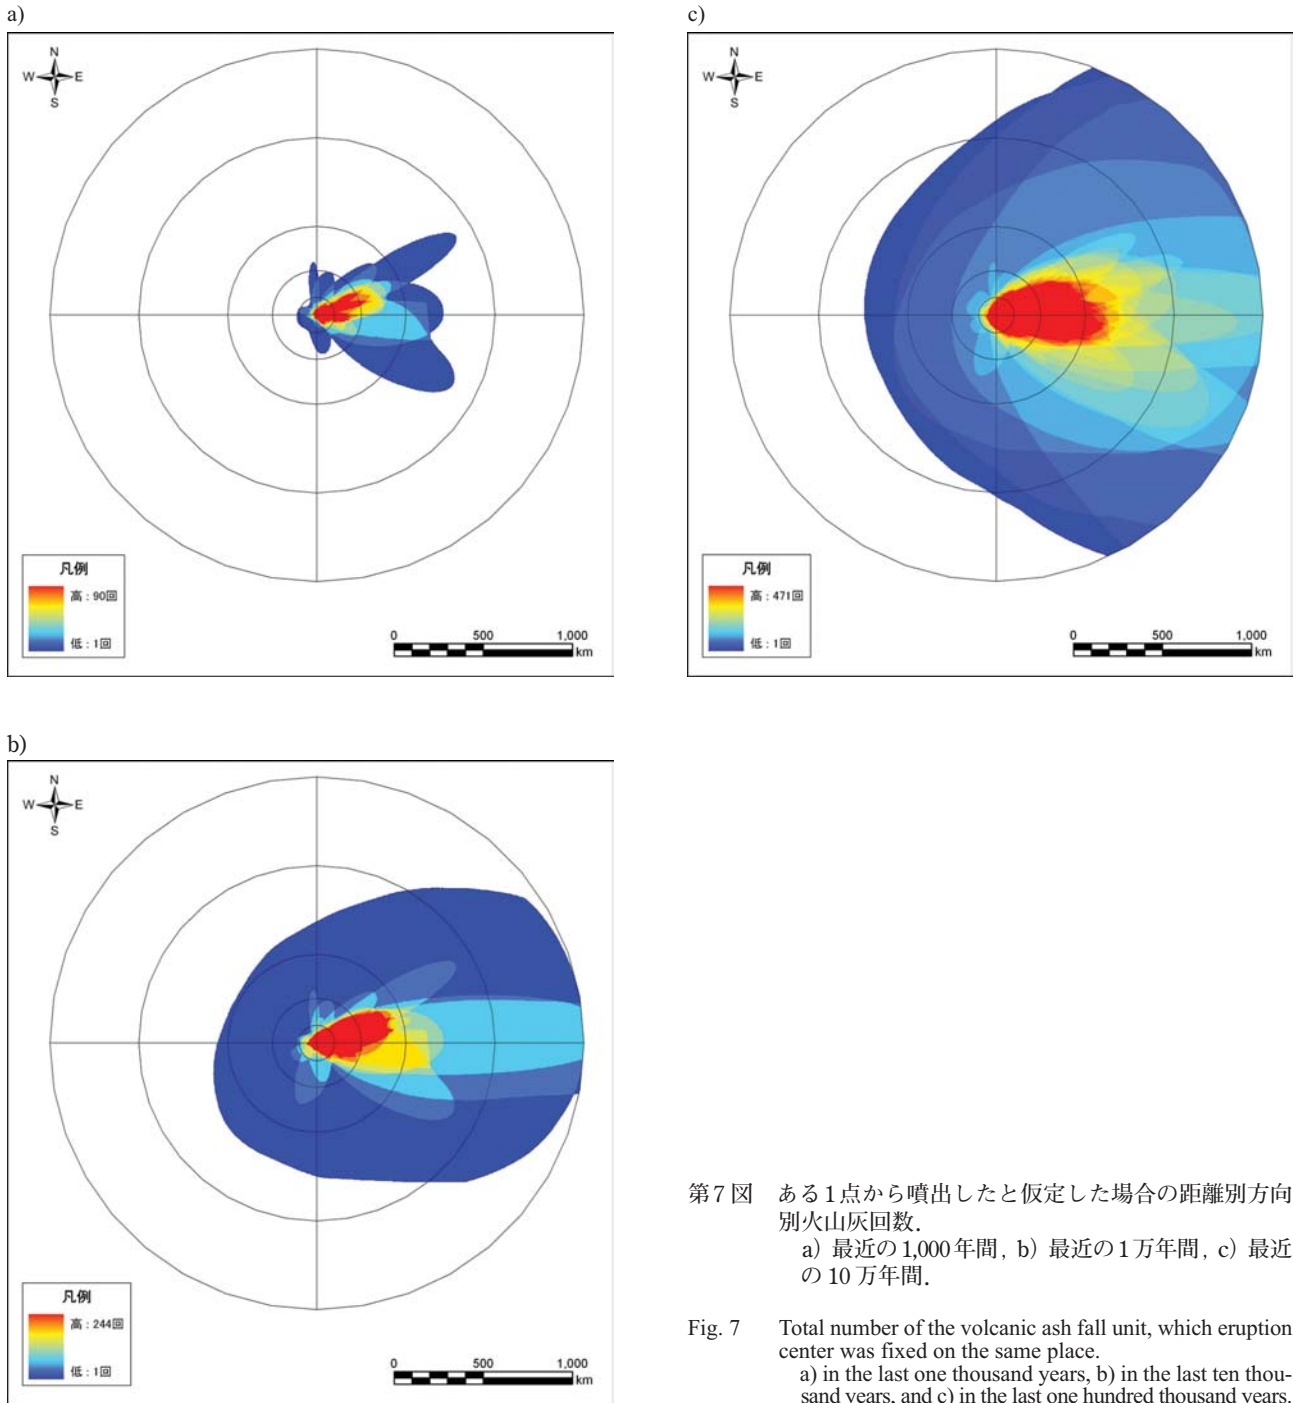 a)
N
W E
S
凡例
高 : 90回
低 : 1回
0 500 1,000
km
c)
N
W E
S
凡例
高 : 471回
低 : 1回
0 500 1,000
km
b)
N
W E
S
凡例
高 : 244回
低 : 1回
0 500 1,000
km
第7図 ある1点から噴出したと仮定した場合の距離別方向
別火山灰回数.
a) 最近の1,000年間, b) 最近の1万年間, c) 最近
の10万年間.
Fig. 7 Total number of the volcanic ash fall unit, which eruption
center was fixed on the same place.
a) in the last one thousand years, b) in the last ten thou-
sand years, and c) in the last one hundred thousand years.